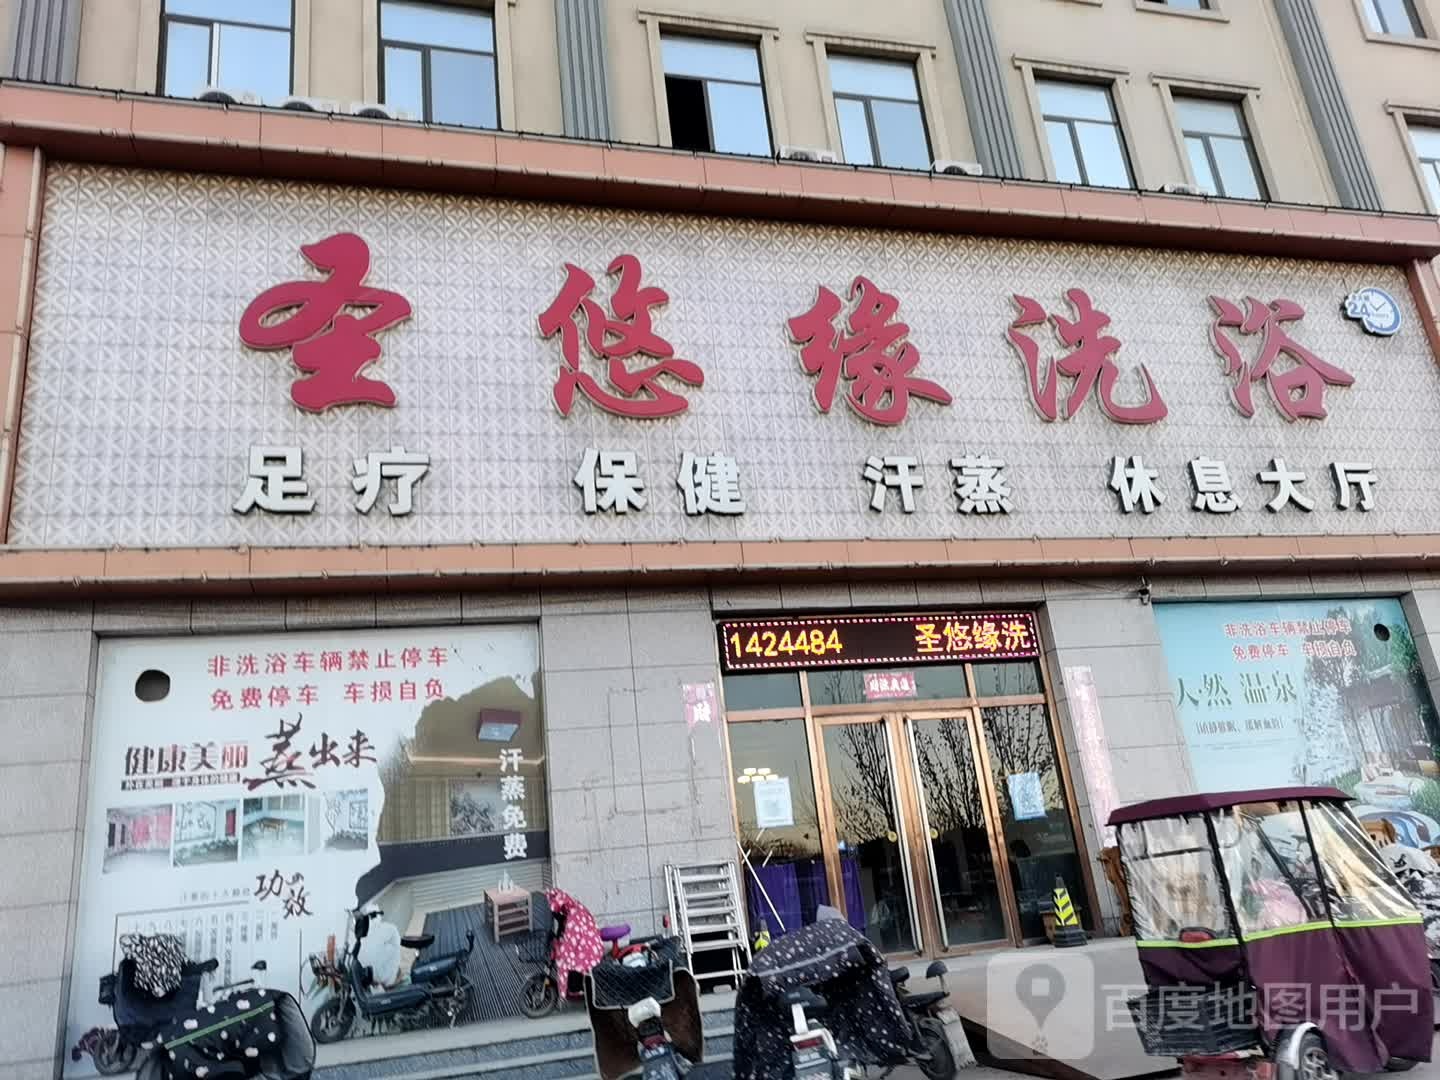 圣悠缘洗浴
24
足疗 保健 汗蒸 休息大厅
1424484 圣悠缘洗
非洗浴车辆禁止停车
免费停车 车损自负
健康美丽 蒸出来
汗蒸免费
功效
财
非洗浴车辆禁止停车
免费停车 车损自负
天然 温泉
百度地图用户